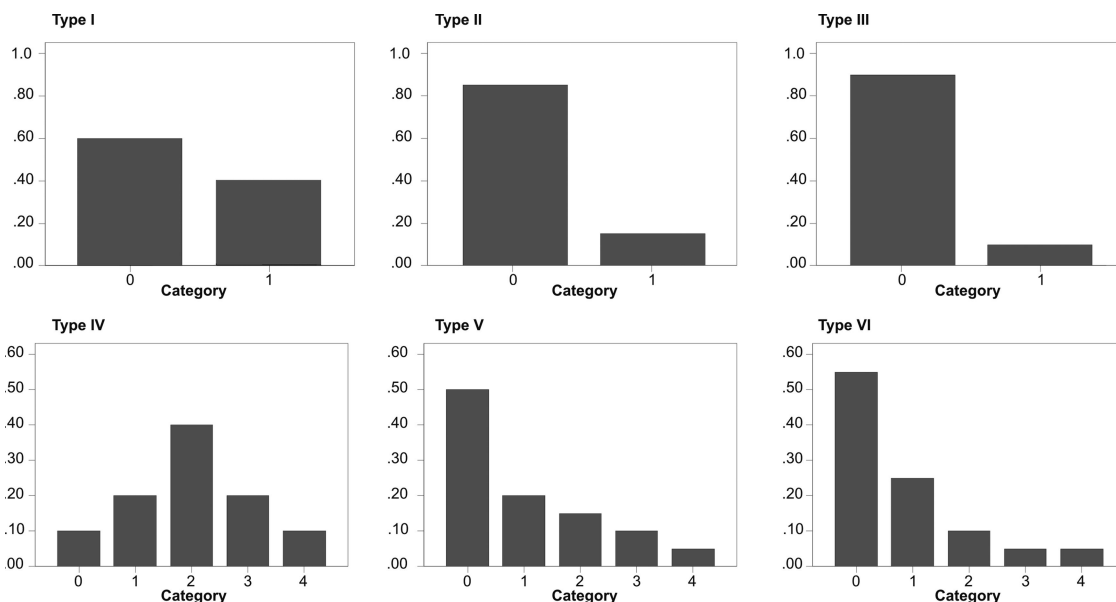 Type I
1.0
.80
.60
.40
.20
.00
0 1
Category
Type II
1.0
.80
.60
.40
.20
.00
0 1
Category
Type III
1.0
.80
.60
.40
.20
.00
0 1
Category
Type IV
.60
.50
.40
.30
.20
.10
.00
0 1 2 3 4
Category
Type V
.60
.50
.40
.30
.20
.10
.00
0 1 2 3 4
Category
Type VI
.60
.50
.40
.30
.20
.10
.00
0 1 2 3 4
Category